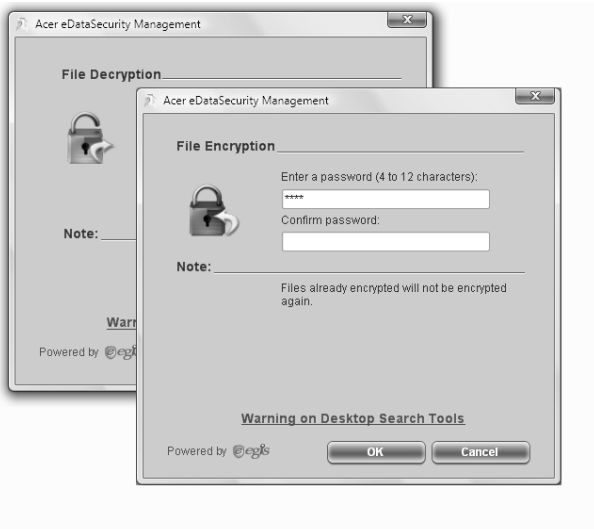 Acer eDataSecurity Management
File Decryption
Note:
Powered by egis
Acer eDataSecurity Management
File Encryption
Enter a password (4 to 12 characters):
****
Confirm password:
Note:
Files already encrypted will not be encrypted
again.
Warning on Desktop Search Tools
Powered by egis
OK
Cancel